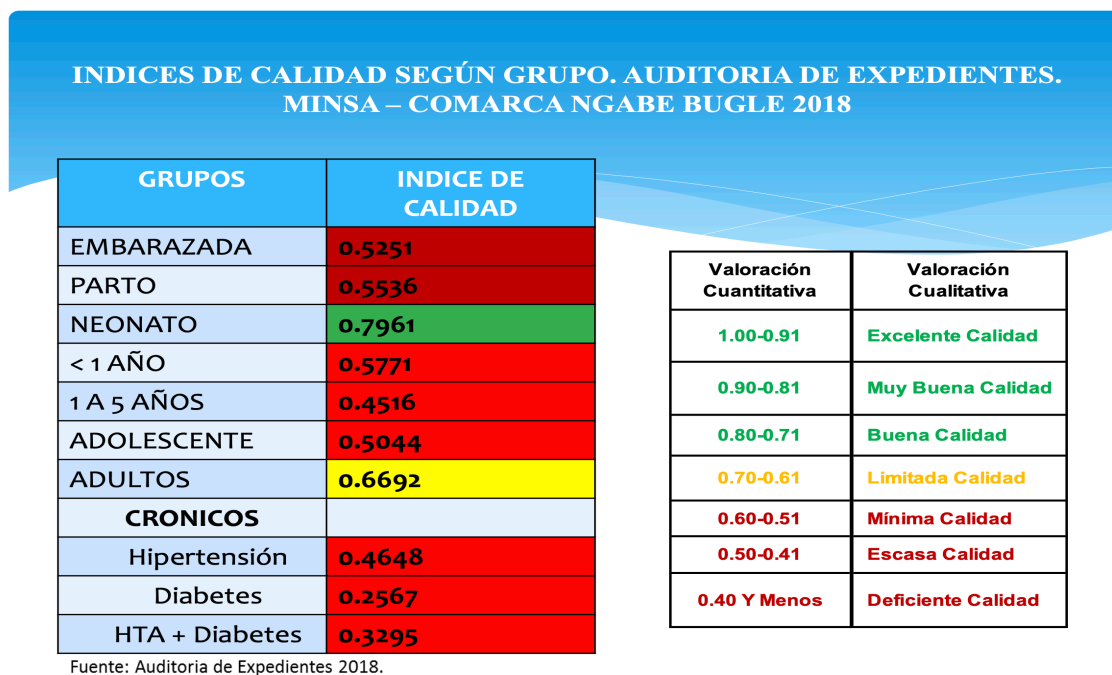 INDICES DE CALIDAD SEGÚN GRUPO. AUDITORIA DE EXPEDIENTES.
MINSA – COMARCA NGABE BUGLE 2018
GRUPOS INDICE DE
CALIDAD
EMBARAZADA 0.5251
PARTO 0.5536
NEONATO 0.7961
< 1 AÑO 0.5771
1 A 5 AÑOS 0.4516
ADOLESCENTE 0.5044
ADULTOS 0.6692
CRONICOS
Hipertensión 0.4648
Diabetes 0.2567
HTA + Diabetes 0.3295
Fuente: Auditoria de Expedientes 2018.
Valoración Valoración
Cuantitativa Cualitativa
1.00-0.91 Excelente Calidad
0.90-0.81 Muy Buena Calidad
0.80-0.71 Buena Calidad
0.70-0.61 Limitada Calidad
0.60-0.51 Mínima Calidad
0.50-0.41 Escasa Calidad
0.40 Y Menos Deficiente Calidad